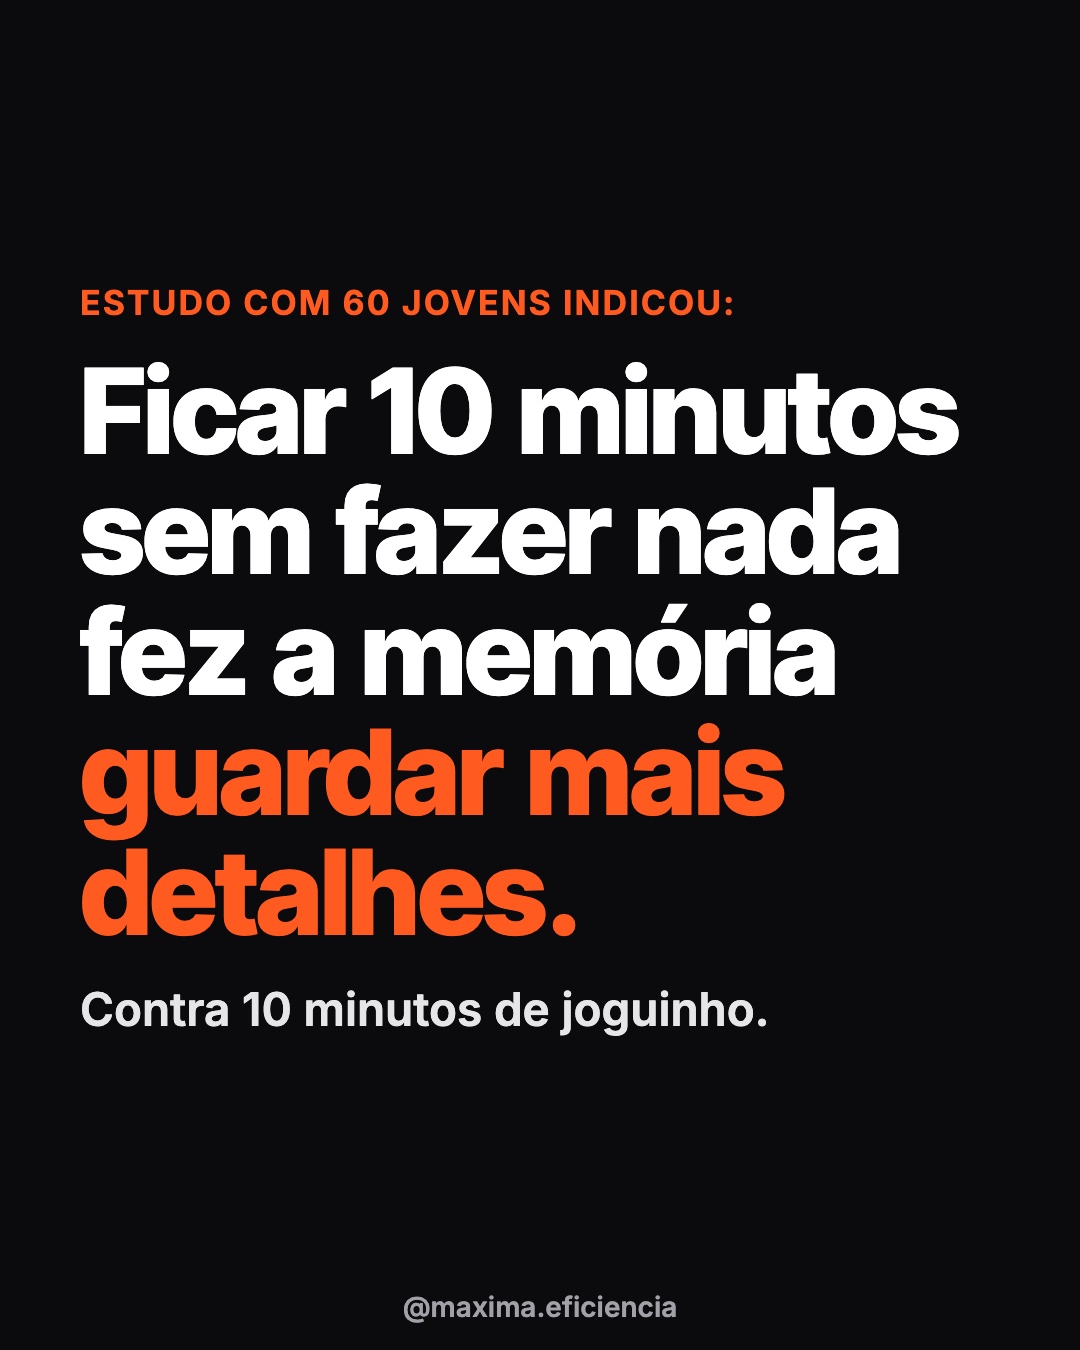 ESTUDO COM 60 JOVENS INDICOU:
Ficar 10 minutos
sem fazer nada
fez a memória
guardar mais
detalhes.
Contra 10 minutos de joguinho.
@maxima.eficiencia